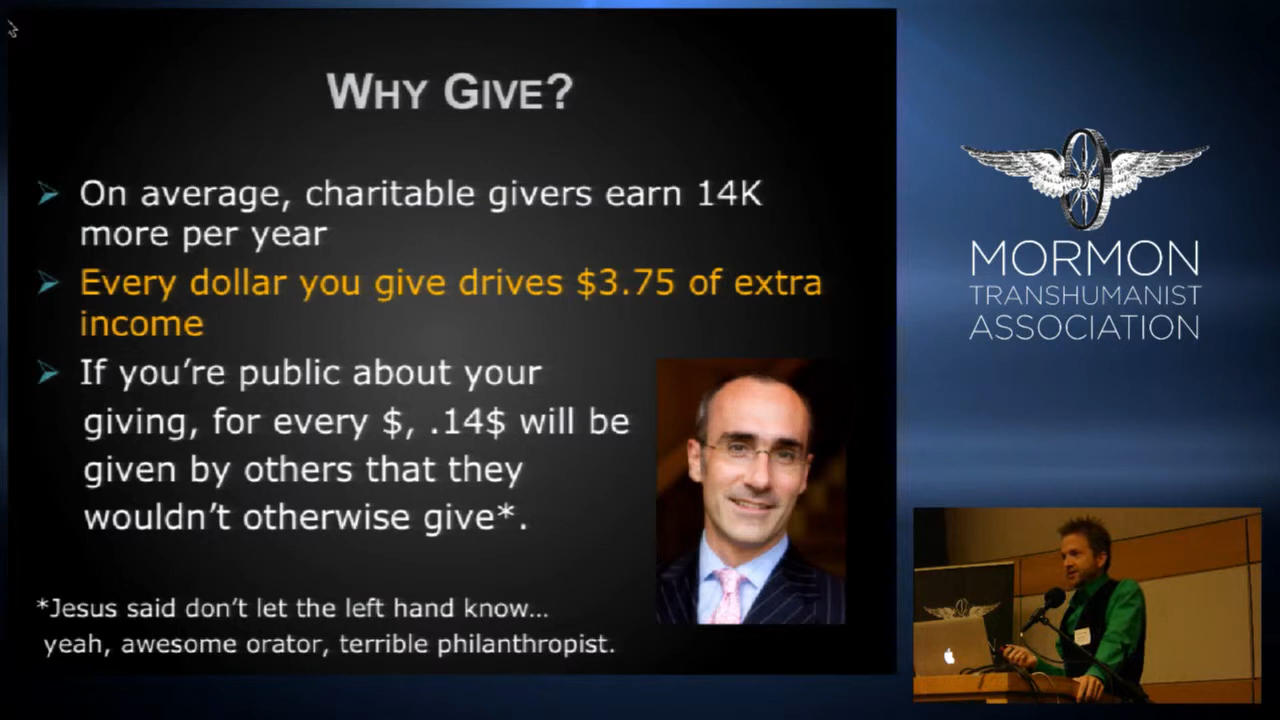 WHY GIVE?
On average, charitable givers earn 14K
more per year
Every dollar you give drives $3.75 of extra
income
If you're public about your
giving, for every $, .14$ will be
given by others that they
wouldn't otherwise give*.
*Jesus said don't let the left hand know...
yeah, awesome orator, terrible philanthropist.
MORMON
TRANSHUMANIST
ASSOCIATION